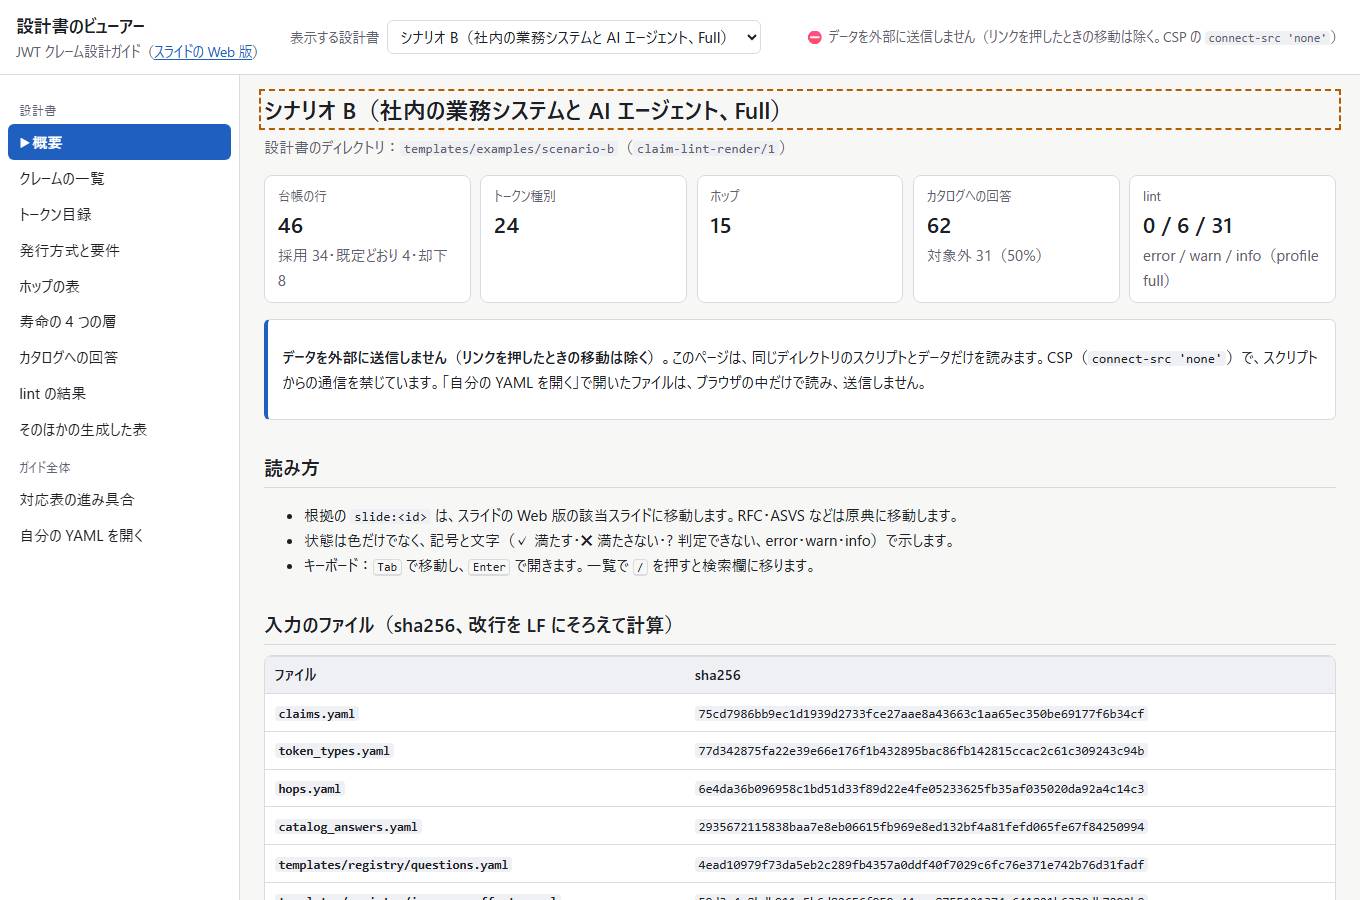 設計書のビューアー
JWT クレーム設計ガイド（スライドの Web 版）
表示する設計書
シナリオ B（社内の業務システムと AI エージェント、Full）
⛔ データを外部に送信しません（リンクを押したときの移動は除く。CSP の connect-src 'none'）
設計書
▶概要
クレームの一覧
トークン目録
発行方式と要件
ホップの表
寿命の 4 つの層
カタログへの回答
lint の結果
そのほかの生成した表
ガイド全体
対応表の進み具合
自分の YAML を開く
シナリオ B（社内の業務システムと AI エージェント、Full）
設計書のディレクトリ： templates/examples/scenario-b （ claim-lint-render/1 ）
台帳の行
46
採用 34・既定どおり 4・却下
8
トークン種別
24
ホップ
15
カタログへの回答
62
対象外 31（50%）
lint
0 / 6 / 31
error / warn / info（profile
full）
データを外部に送信しません（リンクを押したときの移動は除く）。このページは、同じディレクトリのスクリプトとデータだけを読みます。CSP（ connect-src 'none' ）で、スクリプト
からの通信を禁じています。「自分の YAML を開く」で開いたファイルは、ブラウザの中だけで読み、送信しません。
読み方
• 根拠の slide:<id> は、スライドの Web 版の該当スライドに移動します。RFC・ASVS などは原典に移動します。
• 状態は色だけでなく、記号と文字（✓ 満たす・✖ 満たさない・? 判定できない、error・warn・info）で示します。
• キーボード： Tab で移動し、Enter で開きます。一覧で / を押すと検索欄に移ります。
入力のファイル（sha256、改行を LF にそろえて計算）
ファイル sha256
claims.yaml 75cd7986bb9ec1d1939d2733fce27aae8a43663c1aa65ec350be69177f6b34cf
token_types.yaml 77d342875fa22e39e66e176f1b432895bac86fb142815ccac2c61c309243c94b
hops.yaml 6e4da36b096958c1bd51d33f89d22e4fe05233625fb35af035020da92a4c14c3
catalog_answers.yaml 2935672115838baa7e8eb06615fb969e8ed132bf4a81fefd065fe67f84250994
templates/registry/questions.yaml 4ead10979f73da5eb2c289fb4357a0ddf40f7029c6fc76e371e742b76d31fadf